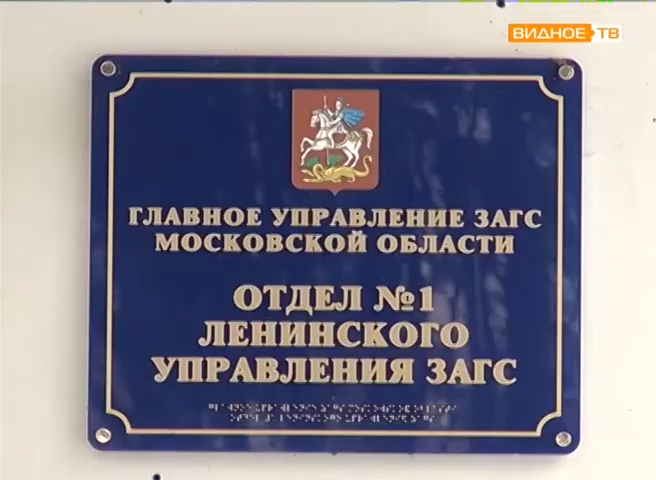 ВИДНОЕ ТВ
ГЛАВНОЕ УПРАВЛЕНИЕ ЗАГС
МОСКОВСКОЙ ОБЛАСТИ
ОТДЕЛ №1
ЛЕНИНСКОГО
УПРАВЛЕНИЯ ЗАГС